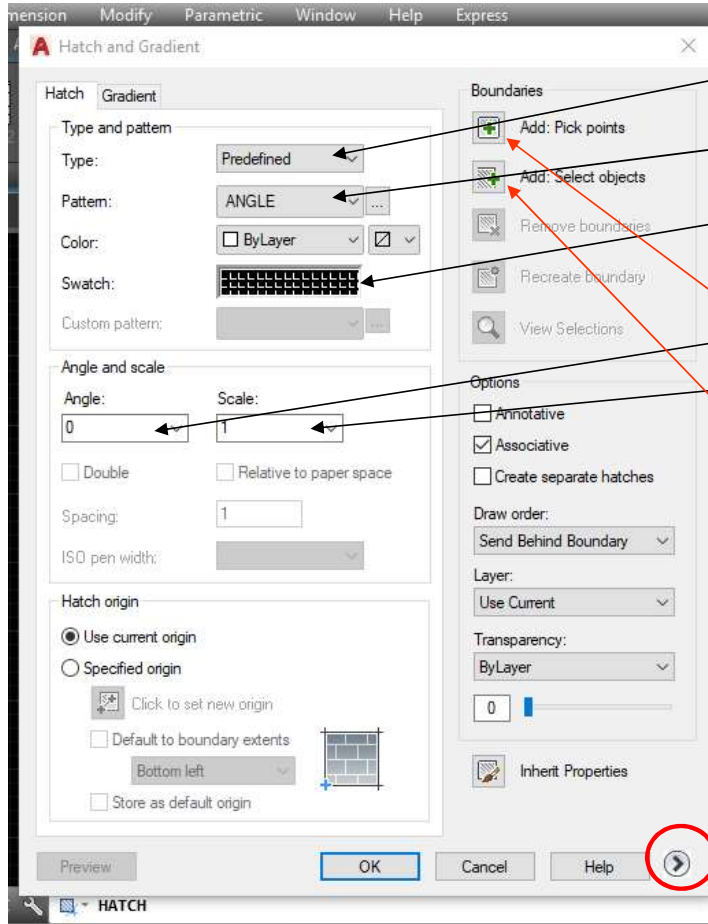 mension Modify Parametric Window Help Express
Hatch and Gradient
Hatch Gradient
Type and pattern
Type: Predefined
Pattern: ANGLE ...
Color: ByLayer
Swatch:
Custom pattern: ...
Angle and scale
Angle: Scale:
0 1
Double Relative to paper space
Spacing: 1
ISO pen width:
Hatch origin
Use current origin
Specified origin
Click to set new origin
Default to boundary extents
Bottom left
Store as default origin
Boundaries
Add: Pick points
Add: Select objects
Remove boundaries
Recreate boundary
View Selections
Options
Annotative
Associative
Create separate hatches
Draw order:
Send Behind Boundary
Layer:
Use Current
Transparency:
ByLayer
0
Inherit Properties
Preview OK Cancel Help
HATCH